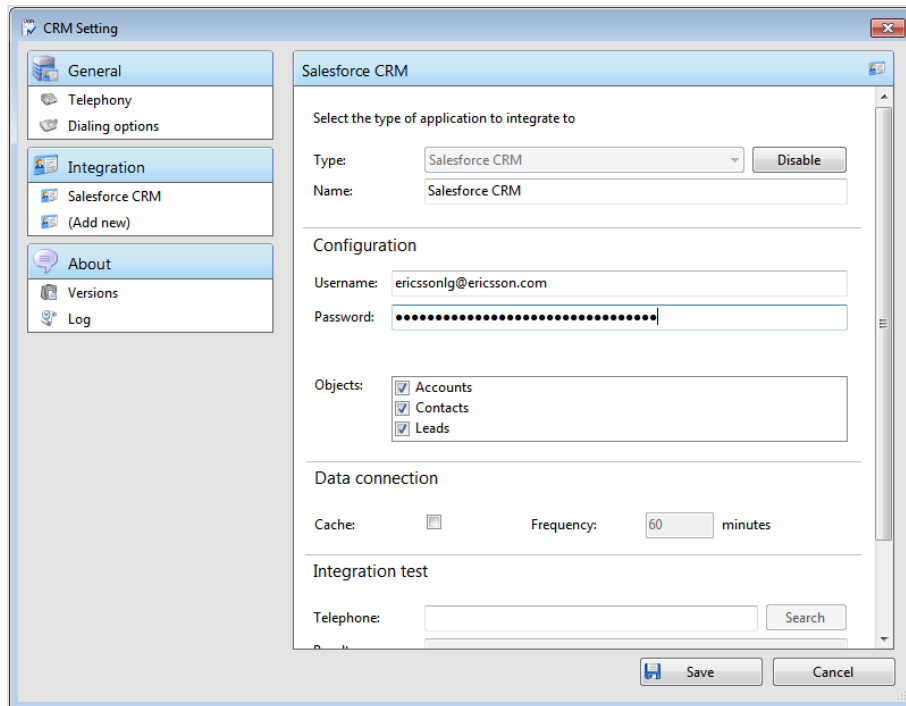 CRM Setting
General
Telephony
Dialing options
Integration
Salesforce CRM
(Add new)
About
Versions
Log
Salesforce CRM
Select the type of application to integrate to
Type: Salesforce CRM Disable
Name: Salesforce CRM
Configuration
Username: ericssonlg@ericsson.com
Password: ●●●●●●●●●●●●●●●●●●●●●●●●●●●●●●●●●
Objects: Accounts
Contacts
Leads
Data connection
Cache: Frequency: 60 minutes
Integration test
Telephone: Search
Save Cancel